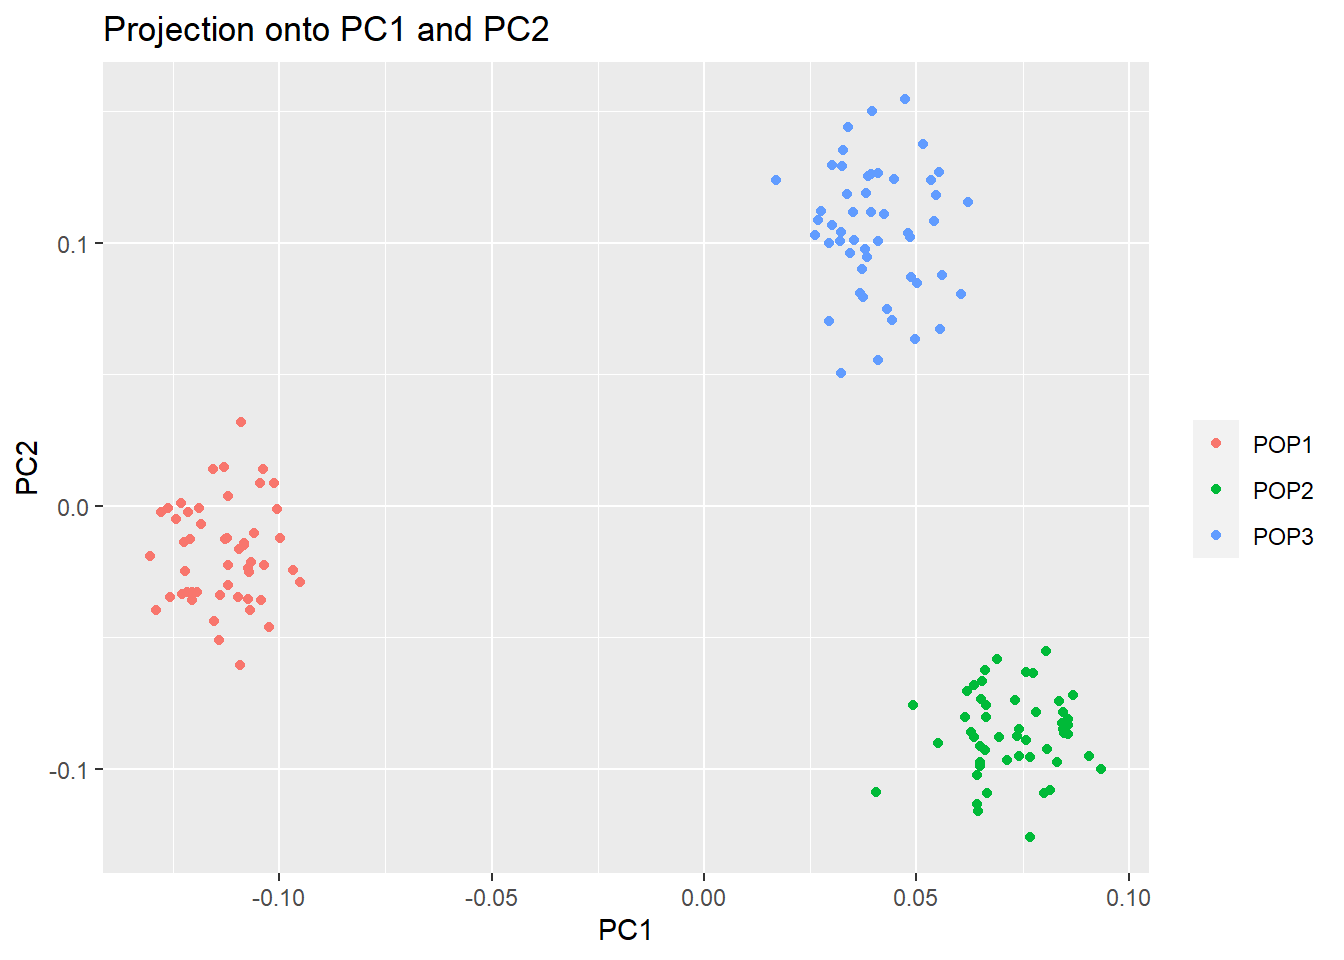 Projection onto PC1 and PC2
PC2
0.1
0.0
-0.1
-0.10
-0.05
0.00
0.05
0.10
PC1
POP1
POP2
POP3